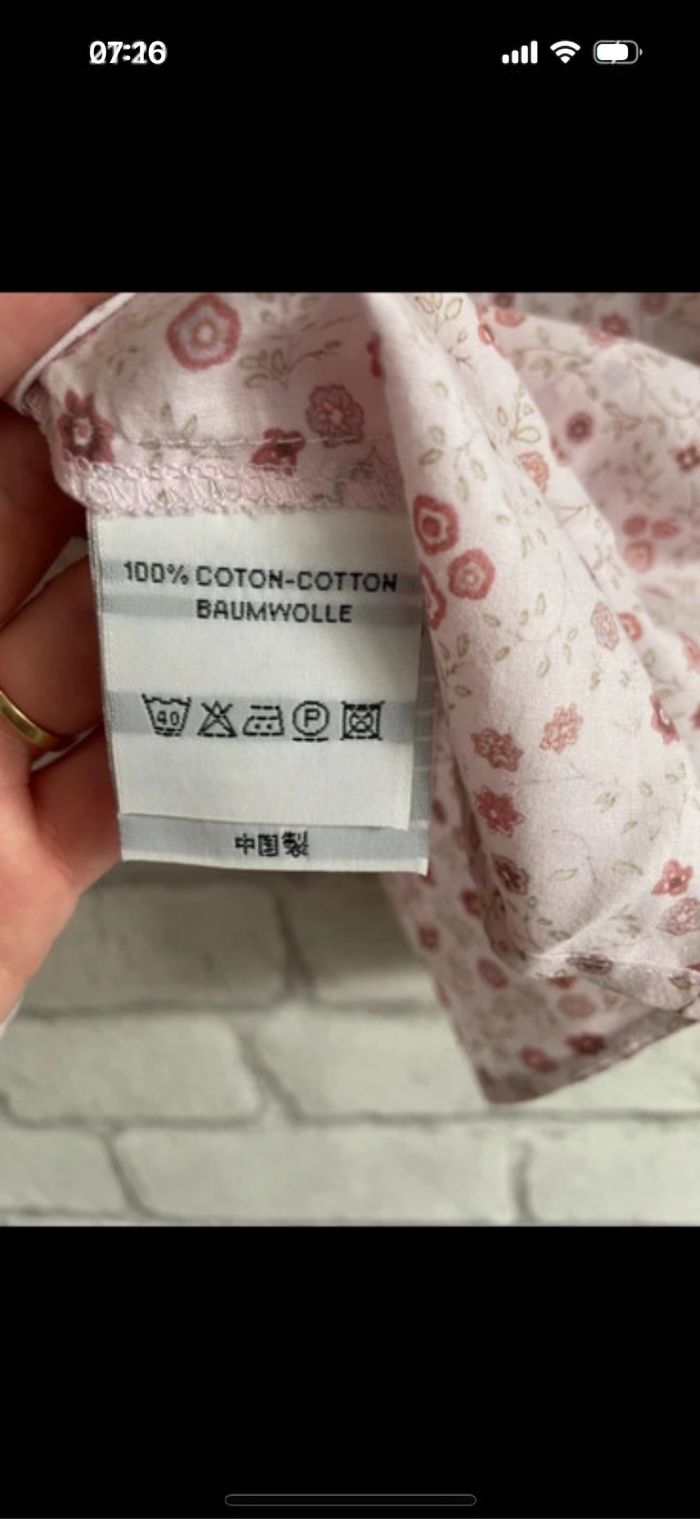 07:26
100% COTON-COTTON
BAUMWOLLE
40
P
中国製